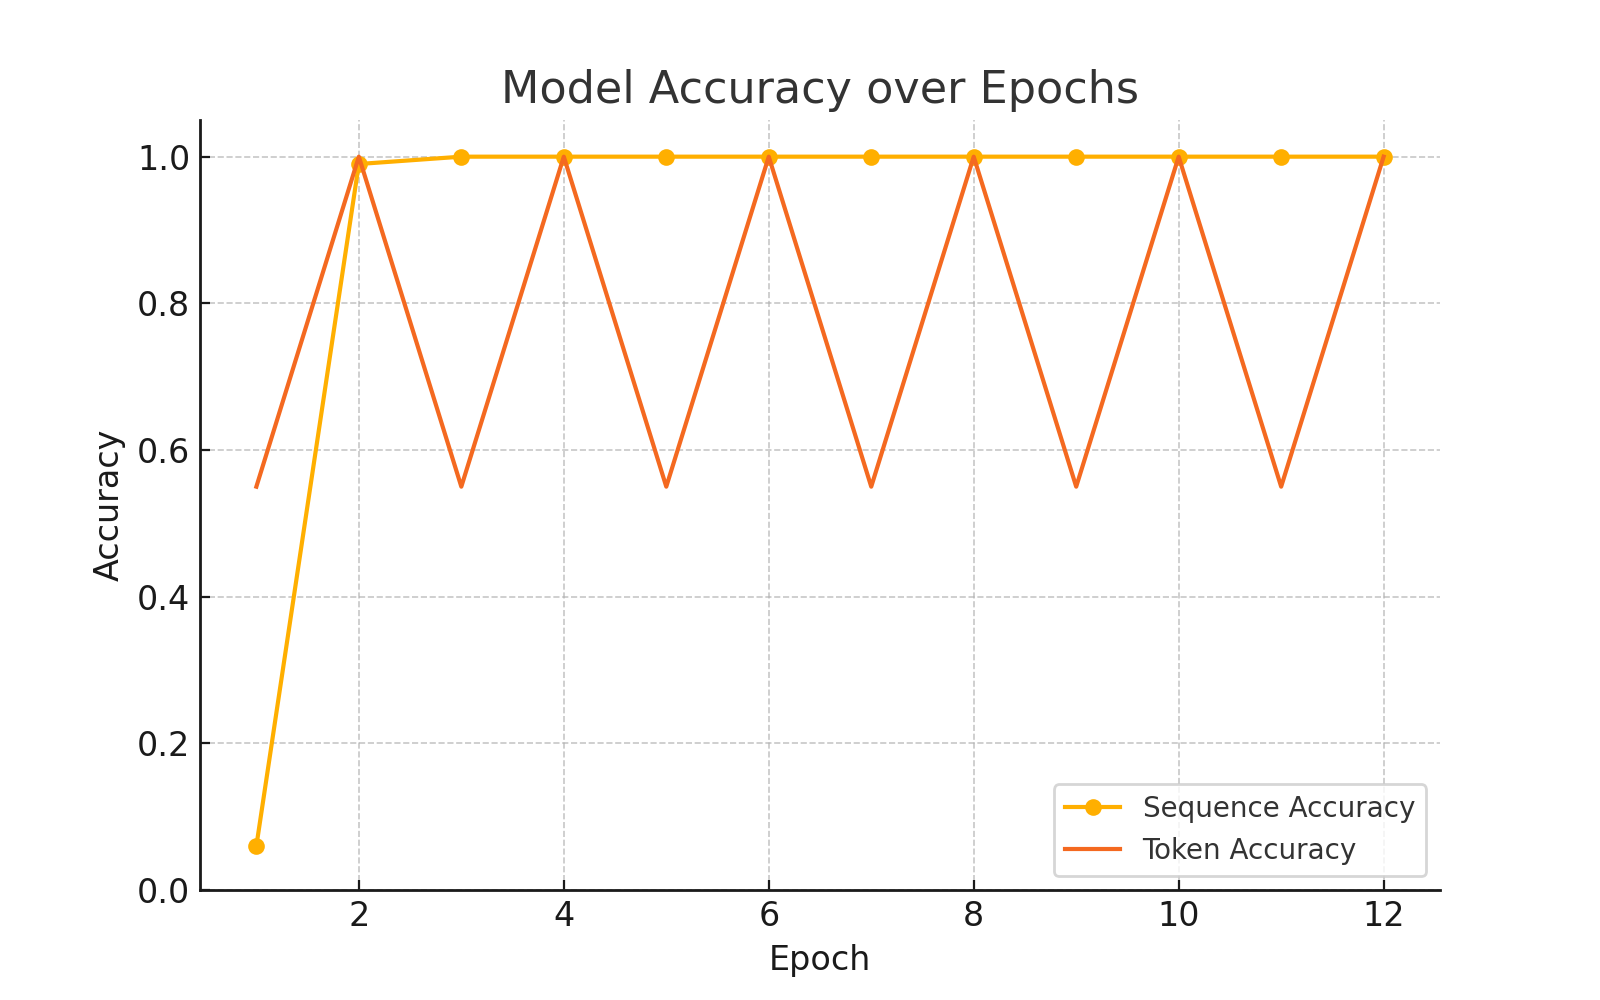 Model Accuracy over Epochs
1.0
0.8
0.6
0.4
0.2
0.0
Accuracy
Sequence Accuracy
Token Accuracy
2 4 6 8 10 12
Epoch